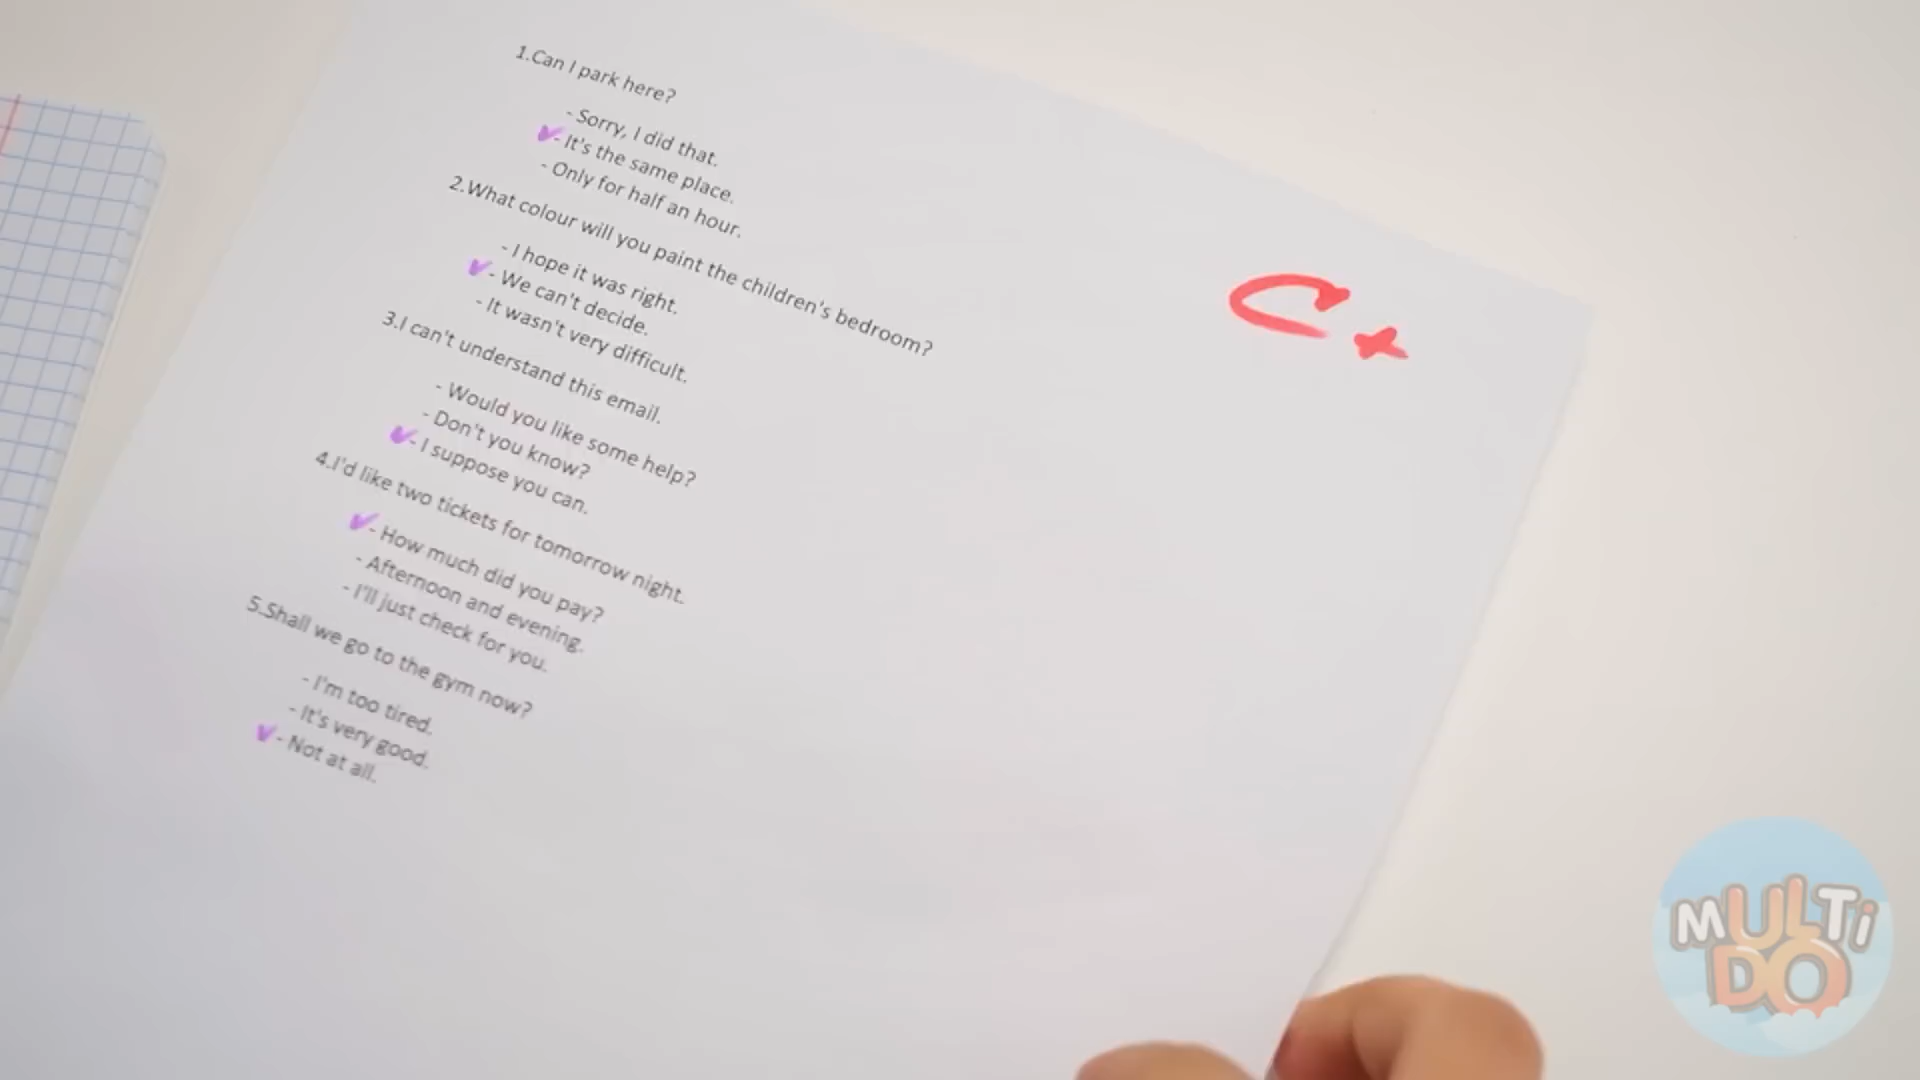 1.Can I park here?
- Sorry, I did that.
- It's the same place.
- Only for half an hour.
2.What colour will you paint the children's bedroom?
- I hope it was right.
- We can't decide.
- It wasn't very difficult.
3.I can't understand this email.
- Would you like some help?
- Don't you know?
- I suppose you can.
4.I'd like two tickets for tomorrow night.
- How much did you pay?
- Afternoon and evening.
- I'll just check for you.
5.Shall we go to the gym now?
- I'm too tired.
- It's very good.
- Not at all.
C+
MULTi
DO